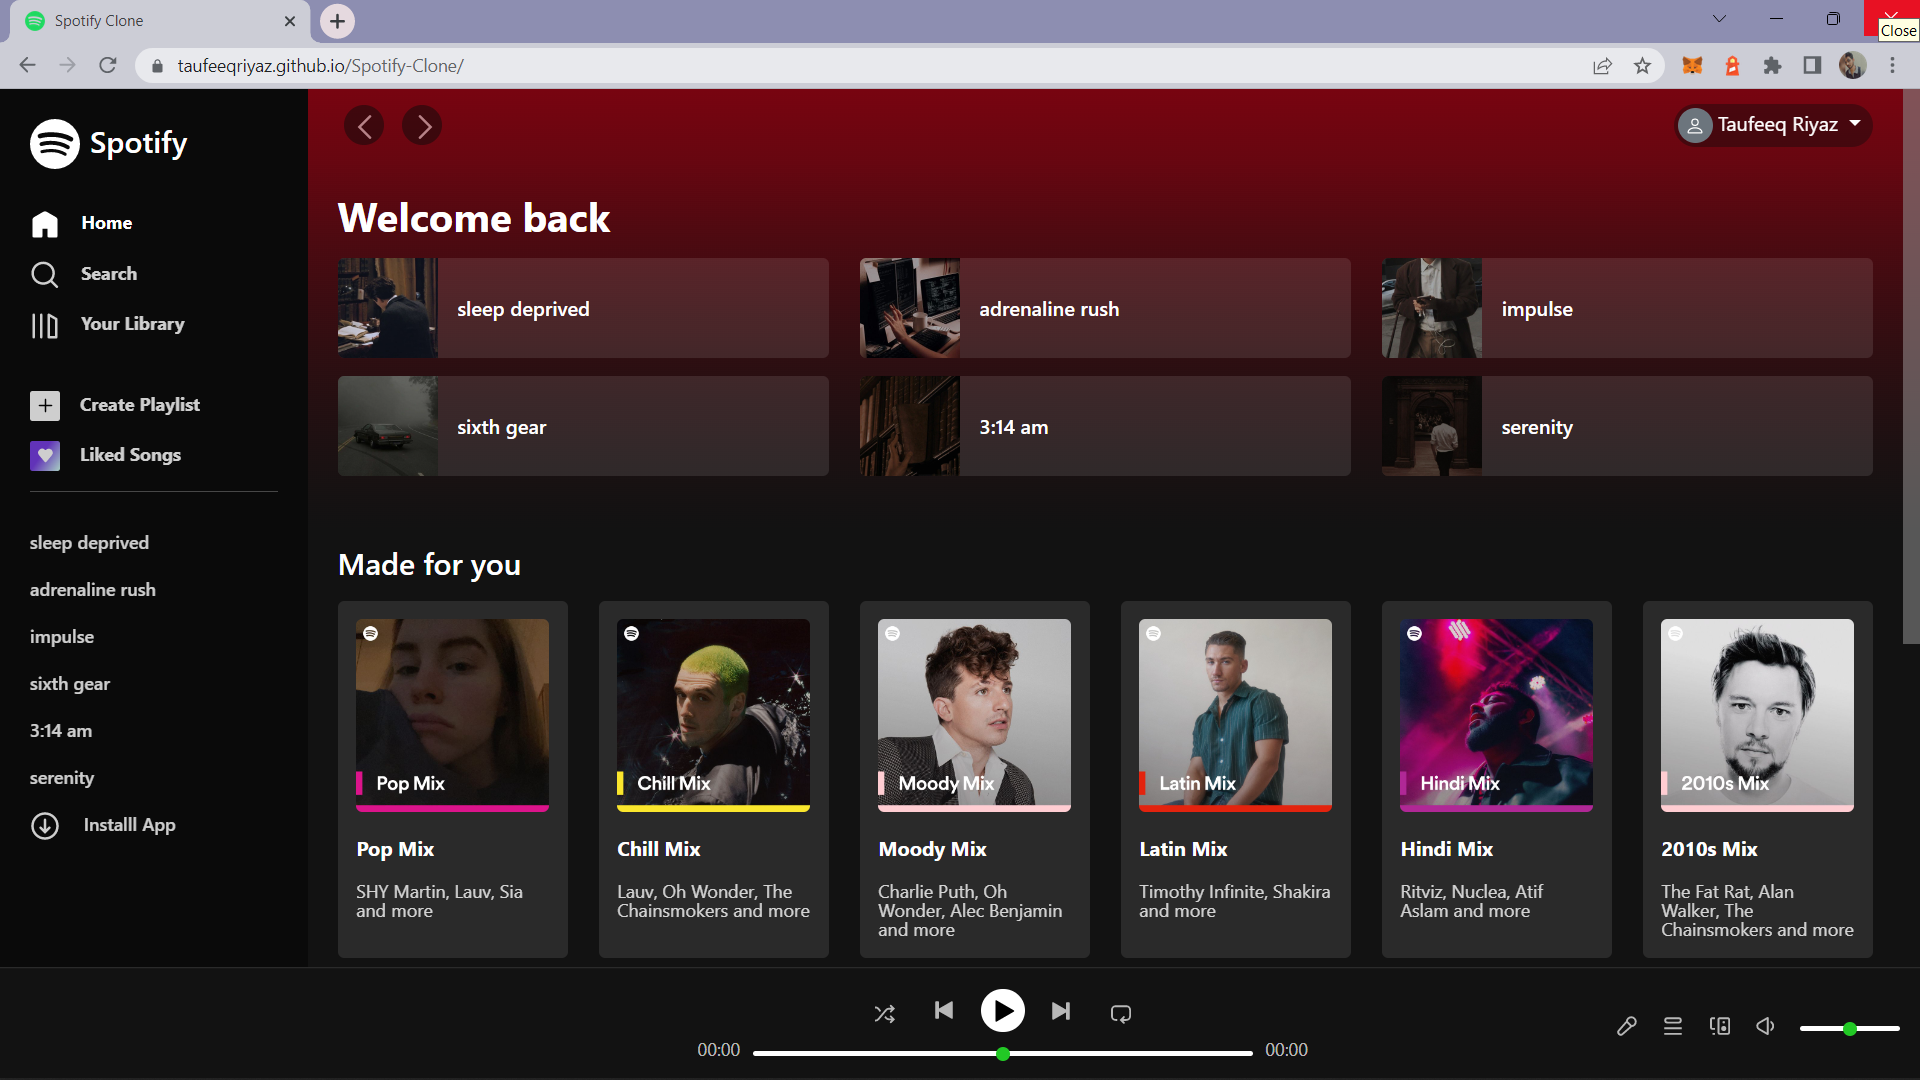 Spotify Clone
Close
taufeeqriyaz.github.io/Spotify-Clone/
Spotify
Home
Search
Your Library
Create Playlist
Liked Songs
sleep deprived
adrenaline rush
impulse
sixth gear
3:14 am
serenity
Installl App
Taufeeq Riyaz
Welcome back
sleep deprived
adrenaline rush
impulse
sixth gear
3:14 am
serenity
Made for you
Pop Mix
Pop Mix
SHY Martin, Lauv, Sia
and more
Chill Mix
Chill Mix
Lauv, Oh Wonder, The
Chainsmokers and more
Moody Mix
Moody Mix
Charlie Puth, Oh
Wonder, Alec Benjamin
and more
Latin Mix
Latin Mix
Timothy Infinite, Shakira
and more
Hindi Mix
Hindi Mix
Ritviz, Nuclea, Atif
Aslam and more
2010s Mix
2010s Mix
The Fat Rat, Alan
Walker, The
Chainsmokers and more
00:00
00:00